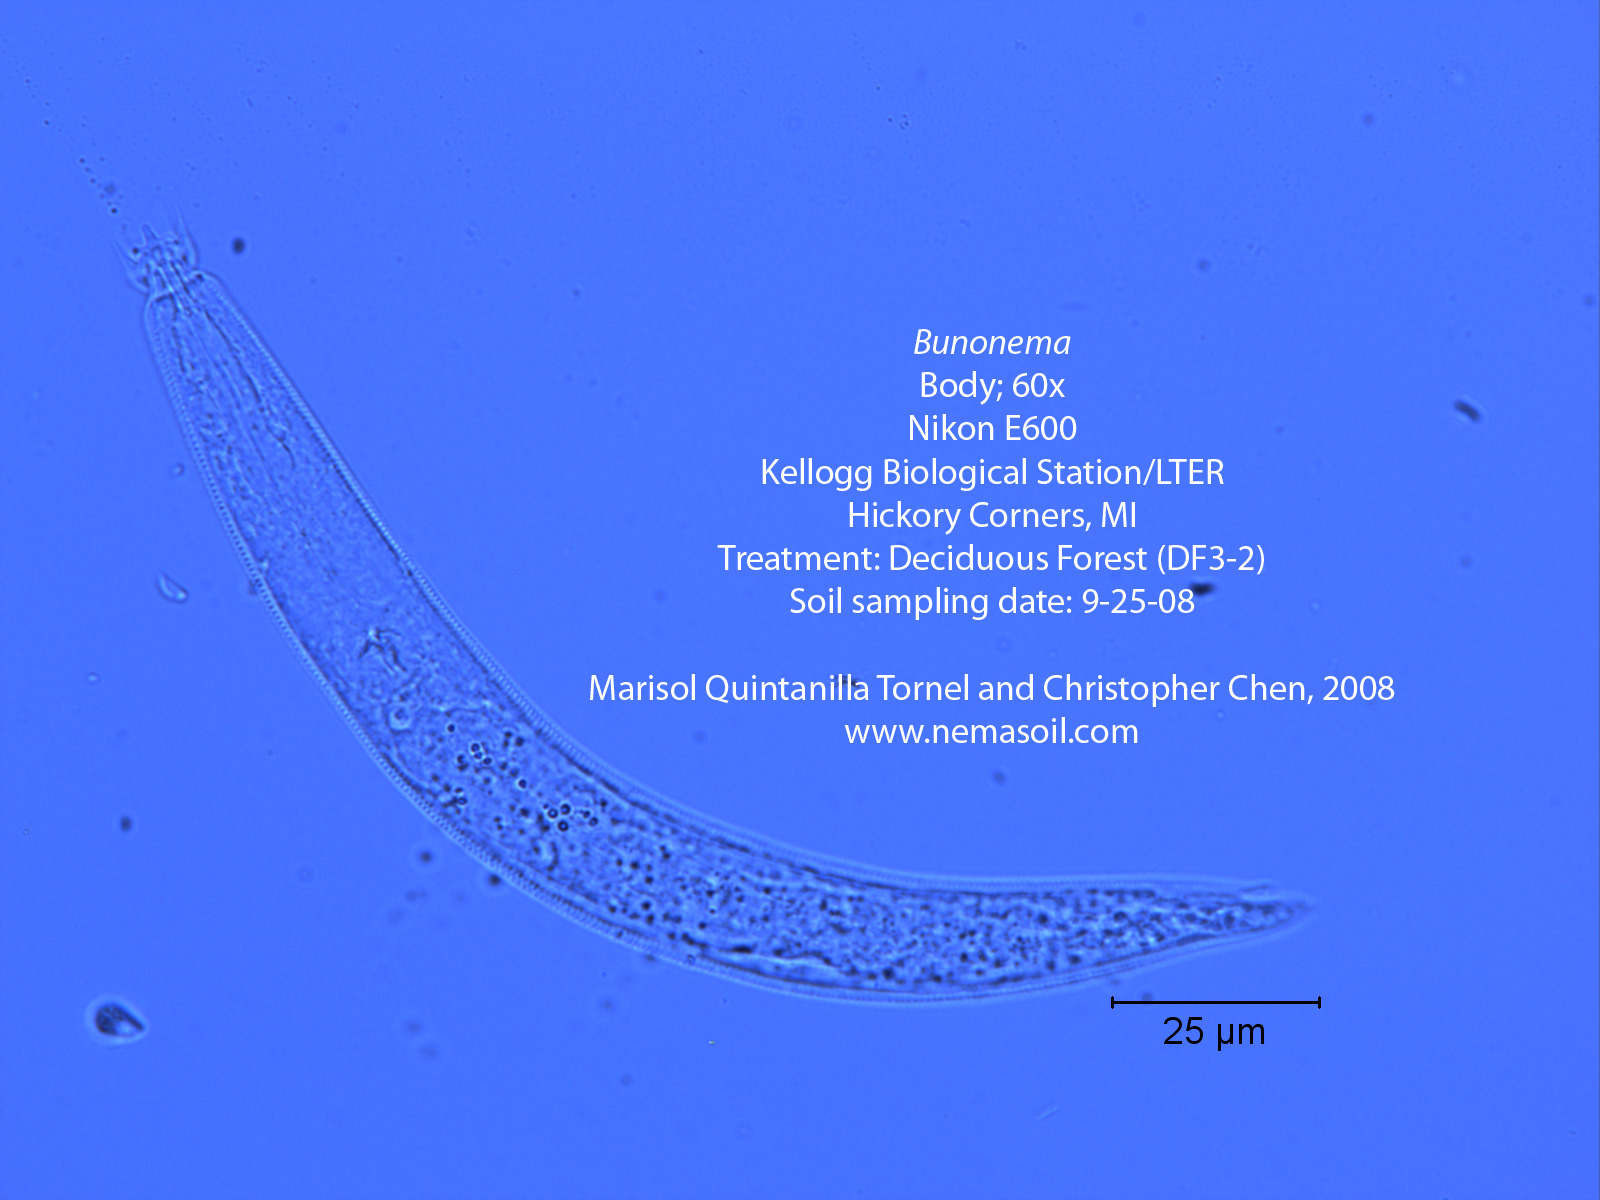 Bunonema
Body; 60x
Nikon E600
Kellogg Biological Station/LTER
Hickory Corners, MI
Treatment: Deciduous Forest (DF3-2)
Soil sampling date: 9-25-08
Marisol Quintanilla Tornel and Christopher Chen, 2008
www.nemasoil.com
25 µm